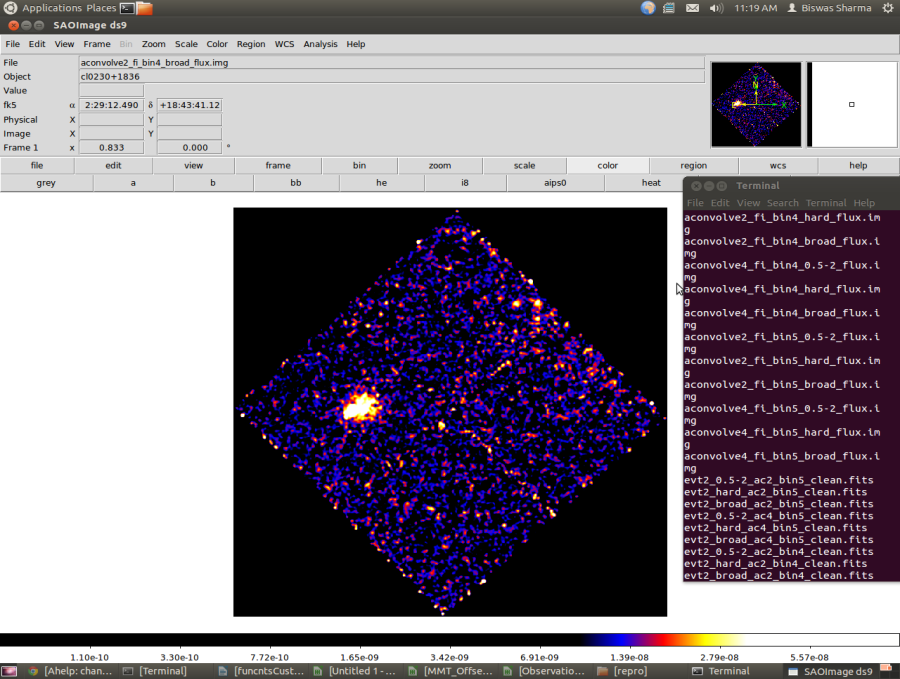 Applications Places 11:19 AM Biswas Sharma
SAOImage ds9
File Edit View Frame Bin Zoom Scale Color Region WCS Analysis Help
File aconvolve2_fi_bin4_broad_flux.img
Object cl0230+1836
Value
fk5 α 2:29:12.490 δ +18:43:41.12
Physical X Y
Image X Y
Frame 1 x 0.833 0.000 °
N
Y
X
file edit view frame bin zoom scale color region wcs help
grey a b bb he i8 aips0 heat
Terminal
File Edit View Search Terminal Help
aconvolve2_fi_bin4_hard_flux.im
g
aconvolve2_fi_bin4_broad_flux.i
mg
aconvolve4_fi_bin4_0.5-2_flux.i
mg
aconvolve4_fi_bin4_hard_flux.im
g
aconvolve4_fi_bin4_broad_flux.i
mg
aconvolve2_fi_bin5_0.5-2_flux.i
mg
aconvolve2_fi_bin5_hard_flux.im
g
aconvolve2_fi_bin5_broad_flux.i
mg
aconvolve4_fi_bin5_0.5-2_flux.i
mg
aconvolve4_fi_bin5_hard_flux.im
g
aconvolve4_fi_bin5_broad_flux.i
mg
evt2_0.5-2_ac2_bin5_clean.fits
evt2_hard_ac2_bin5_clean.fits
evt2_broad_ac2_bin5_clean.fits
evt2_0.5-2_ac4_bin5_clean.fits
evt2_hard_ac4_bin5_clean.fits
evt2_broad_ac4_bin5_clean.fits
evt2_0.5-2_ac2_bin4_clean.fits
evt2_hard_ac2_bin4_clean.fits
evt2_broad_ac2_bin4_clean.fits
1.10e-10 3.30e-10 7.72e-10 1.65e-09 3.42e-09 6.91e-09 1.39e-08 2.79e-08 5.57e-08
[Ahelp: chan... [Terminal] [funcntsCust... [Untitled 1 -... [MMT_Offse... [Observatio... [repro] Terminal SAOImage ds9